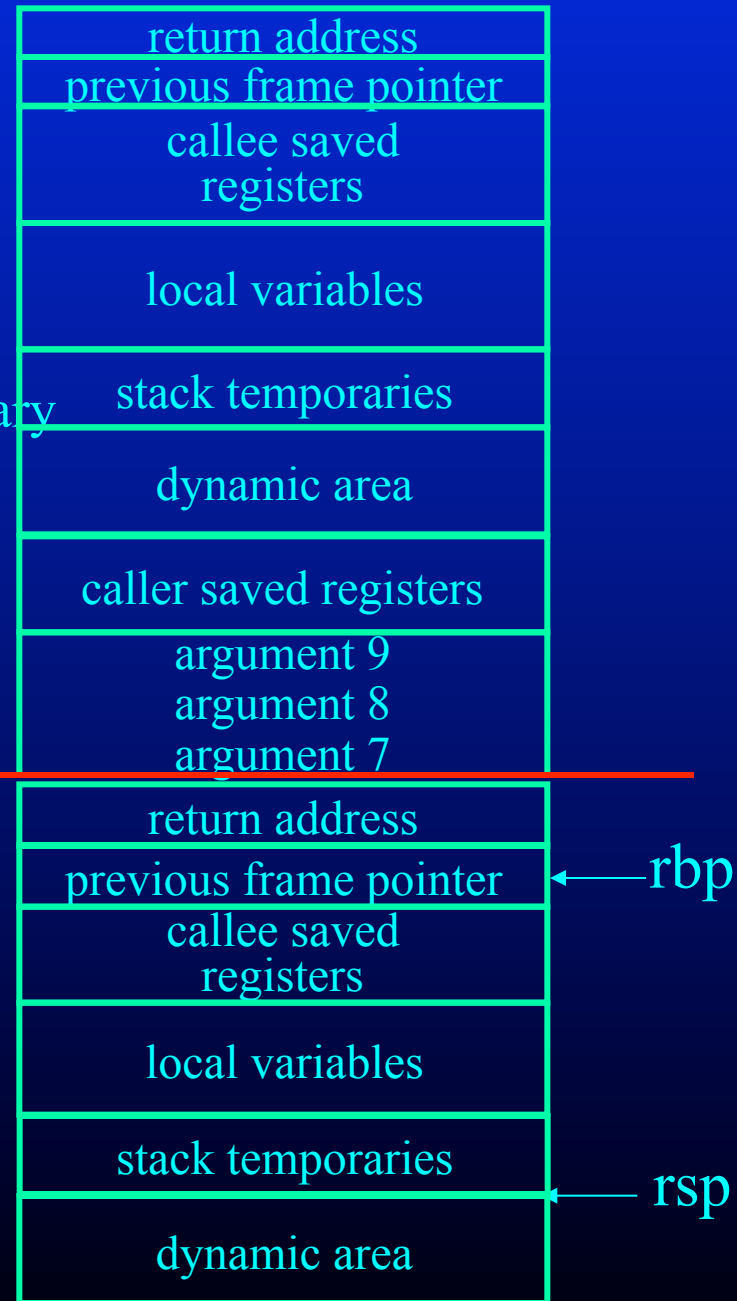 return address
previous frame pointer
callee saved
registers
local variables
stack temporaries
ary
dynamic area
caller saved registers
argument 9
argument 8
argument 7
return address
previous frame pointer
rbp
callee saved
registers
local variables
stack temporaries
rsp
dynamic area